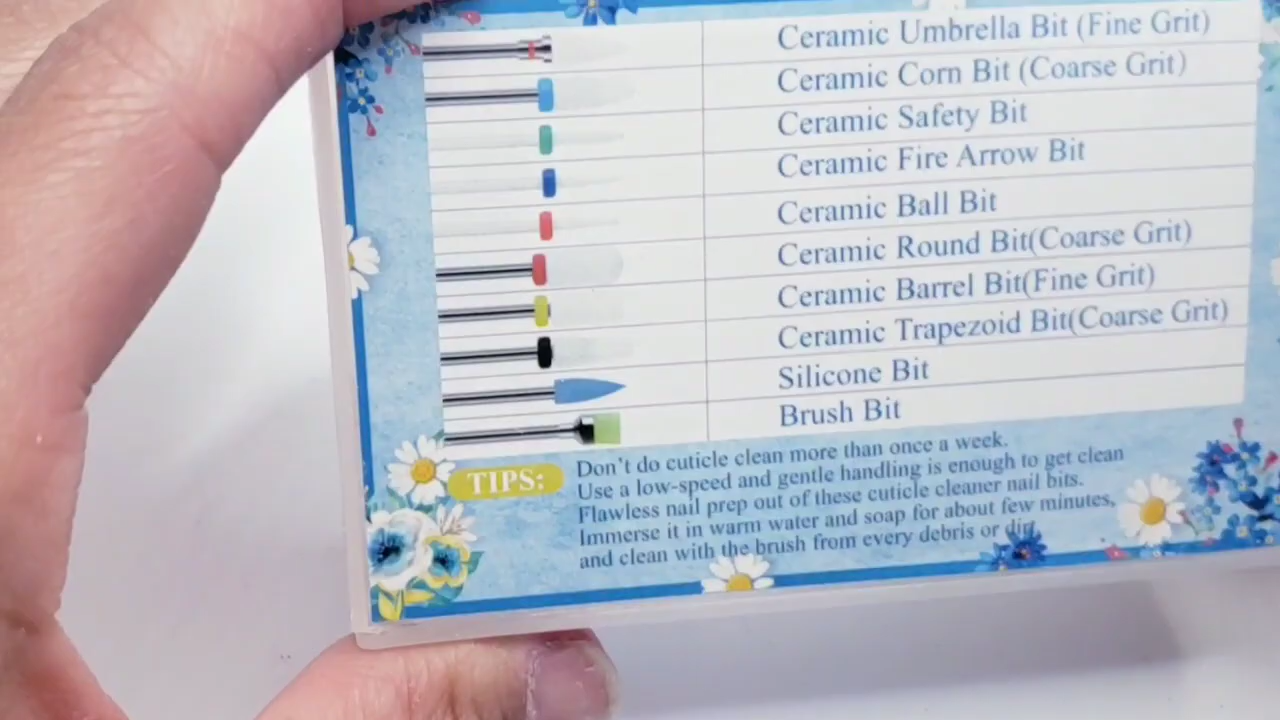 Ceramic Umbrella Bit (Fine Grit)
Ceramic Corn Bit (Coarse Grit)
Ceramic Safety Bit
Ceramic Fire Arrow Bit
Ceramic Ball Bit
Ceramic Round Bit(Coarse Grit)
Ceramic Barrel Bit(Fine Grit)
Ceramic Trapezoid Bit(Coarse Grit)
Silicone Bit
Brush Bit
TIPS:
Don't do cuticle clean more than once a week.
Use a low-speed and gentle handling is enough to get clean
Flawless nail prep out of these cuticle cleaner nail bits.
Immerse it in warm water and soap for about few minutes,
and clean with the brush from every debris or dirt.